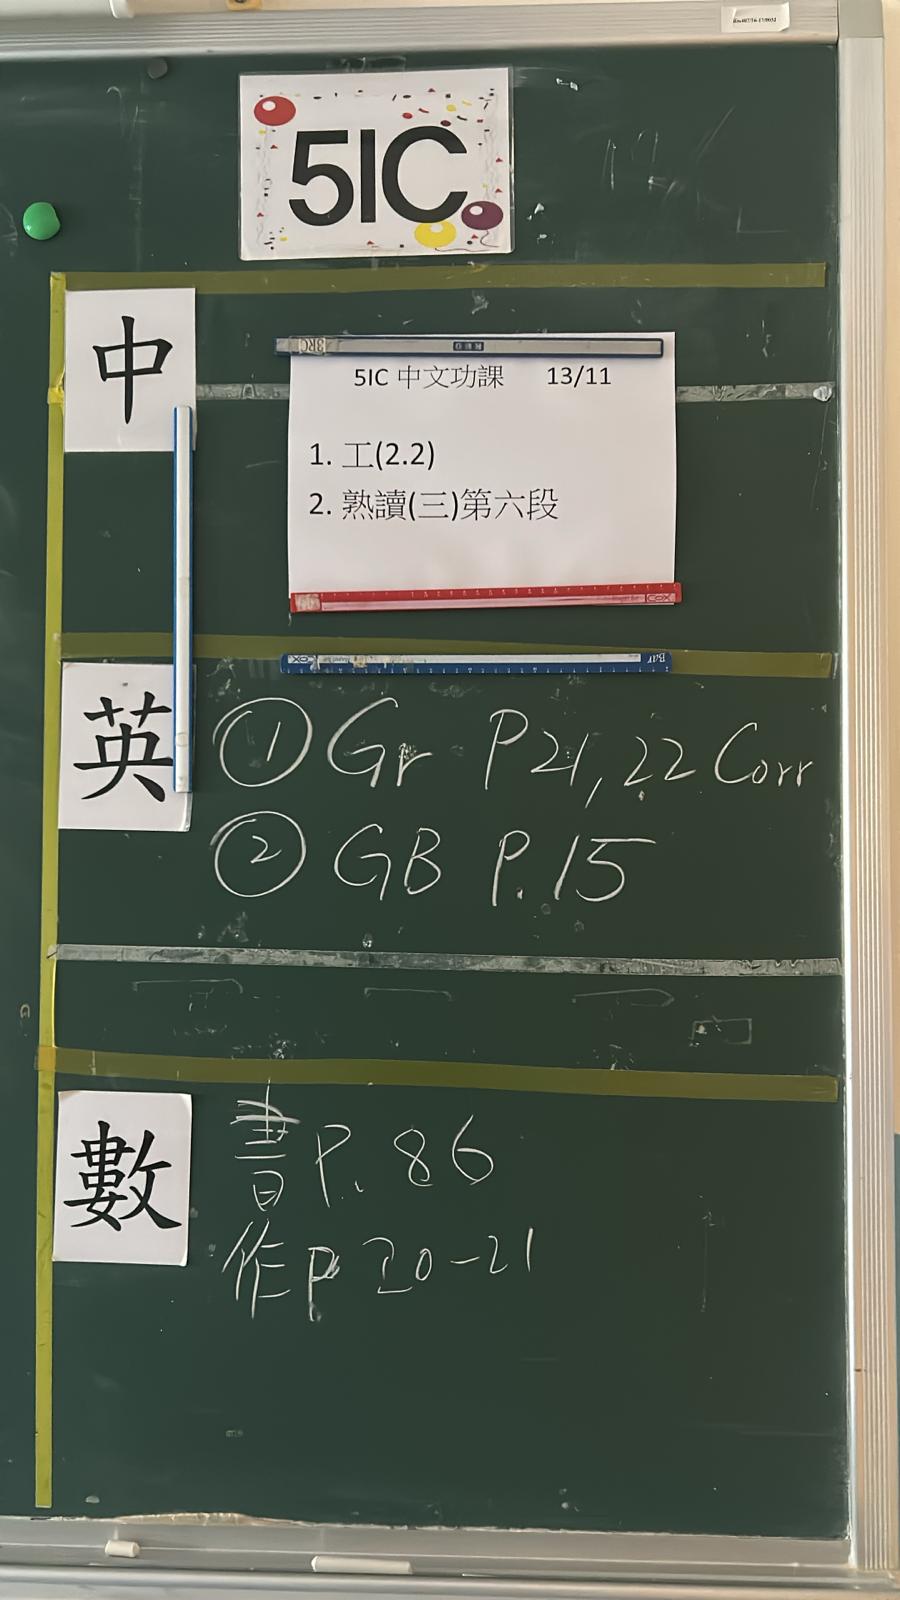 5IC
中
5IC 中文功課 13/11
1. 工(2.2)
2. 熟讀(三)第六段
英
① Gr P21,22 Corr
② GB P.15
數
書 P. 86
作 P 20-21